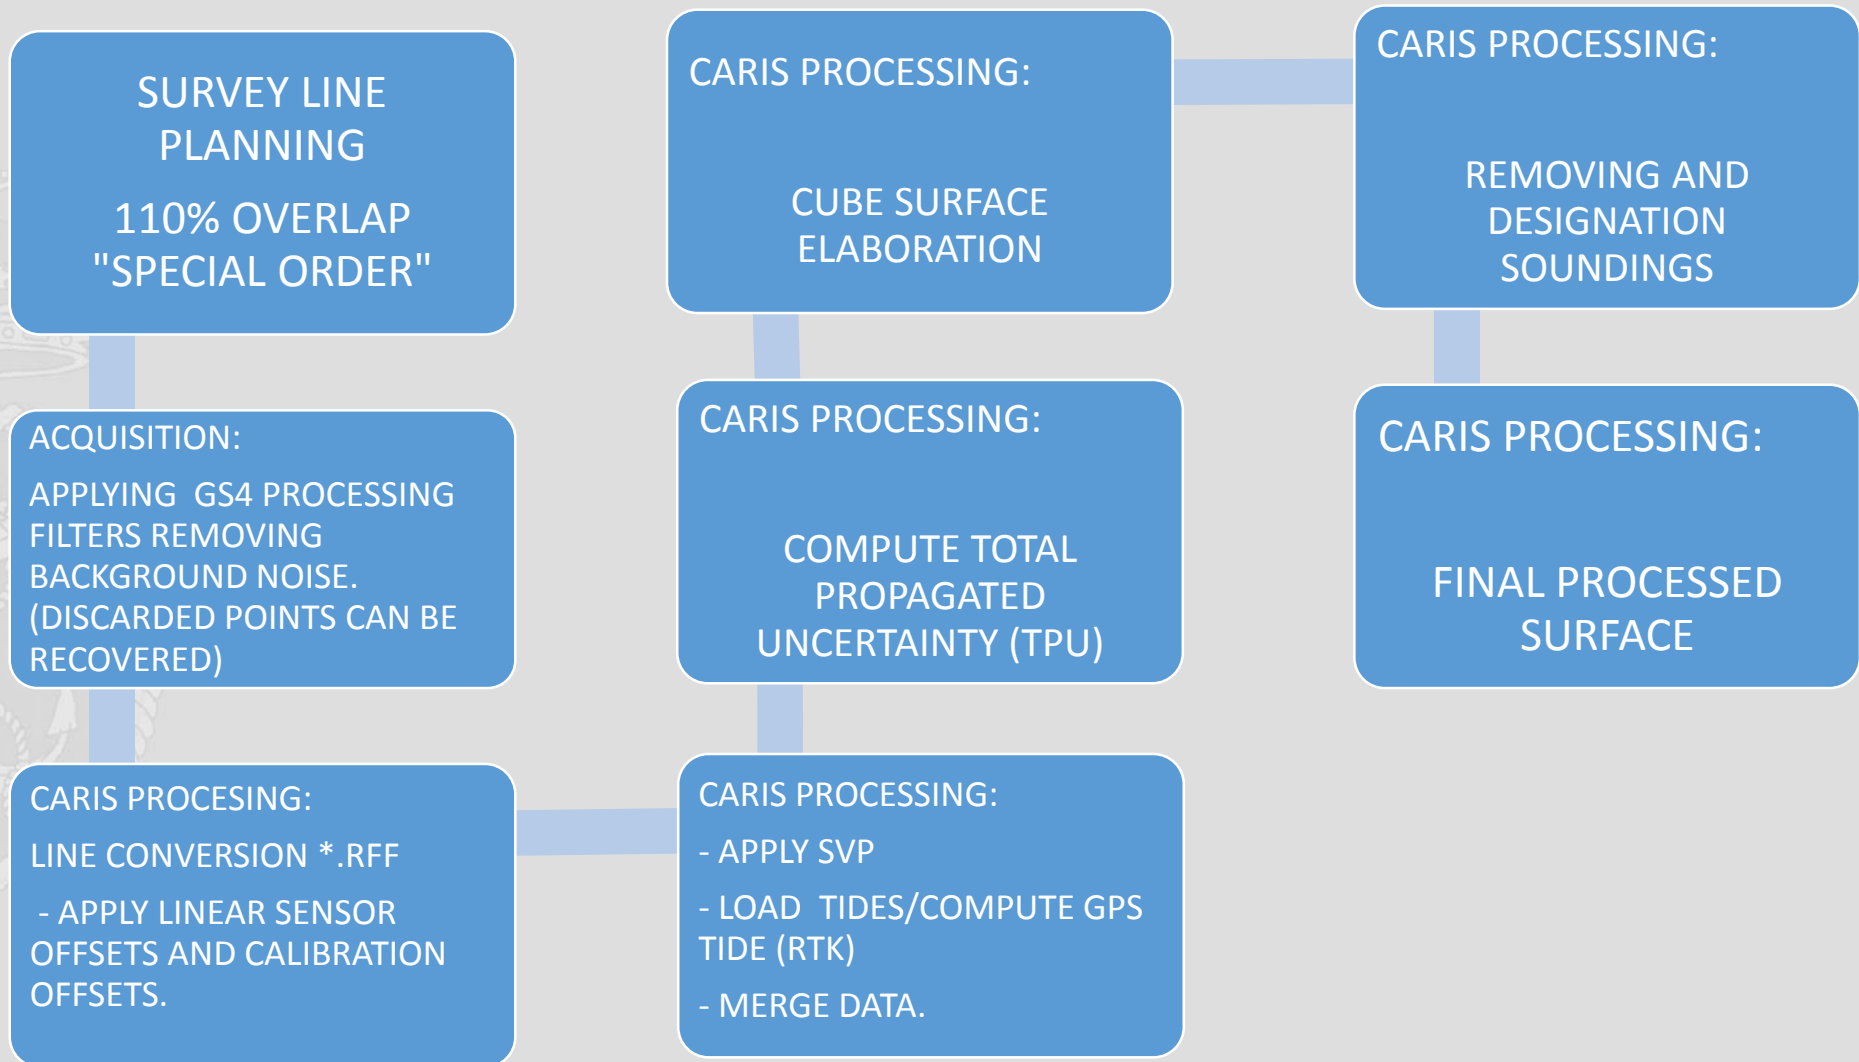 SURVEY LINE
PLANNING
110% OVERLAP
"SPECIAL ORDER"
ACQUISITION:
APPLYING  GS4 PROCESSING
FILTERS REMOVING
BACKGROUND NOISE.
(DISCARDED POINTS CAN BE
RECOVERED)
CARIS PROCESING:
LINE CONVERSION *.RFF
- APPLY LINEAR SENSOR
OFFSETS AND CALIBRATION
OFFSETS.
CARIS PROCESSING:
- APPLY SVP
- LOAD  TIDES/COMPUTE GPS
TIDE (RTK)
- MERGE DATA.
CARIS PROCESSING:
COMPUTE TOTAL
PROPAGATED
UNCERTAINTY (TPU)
CARIS PROCESSING:
CUBE SURFACE
ELABORATION
CARIS PROCESSING:
REMOVING AND
DESIGNATION
SOUNDINGS
CARIS PROCESSING:
FINAL PROCESSED
SURFACE